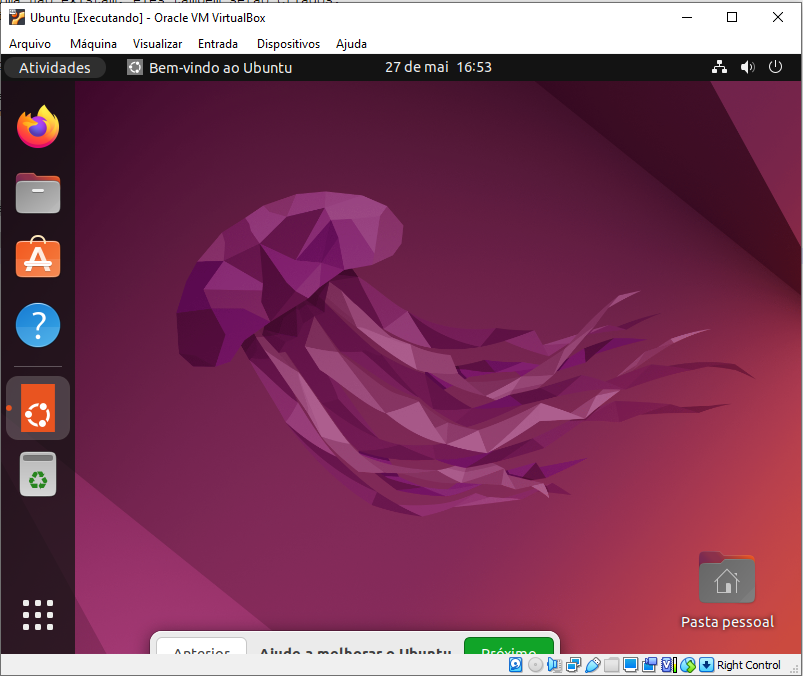 Ubuntu [Executando] - Oracle VM VirtualBox
Arquivo Máquina Visualizar Entrada Dispositivos Ajuda
Atividades Bem-vindo ao Ubuntu 27 de mai 16:53
Pasta pessoal
Anterior Ajude a melhorar o Ubuntu Próximo
Right Control